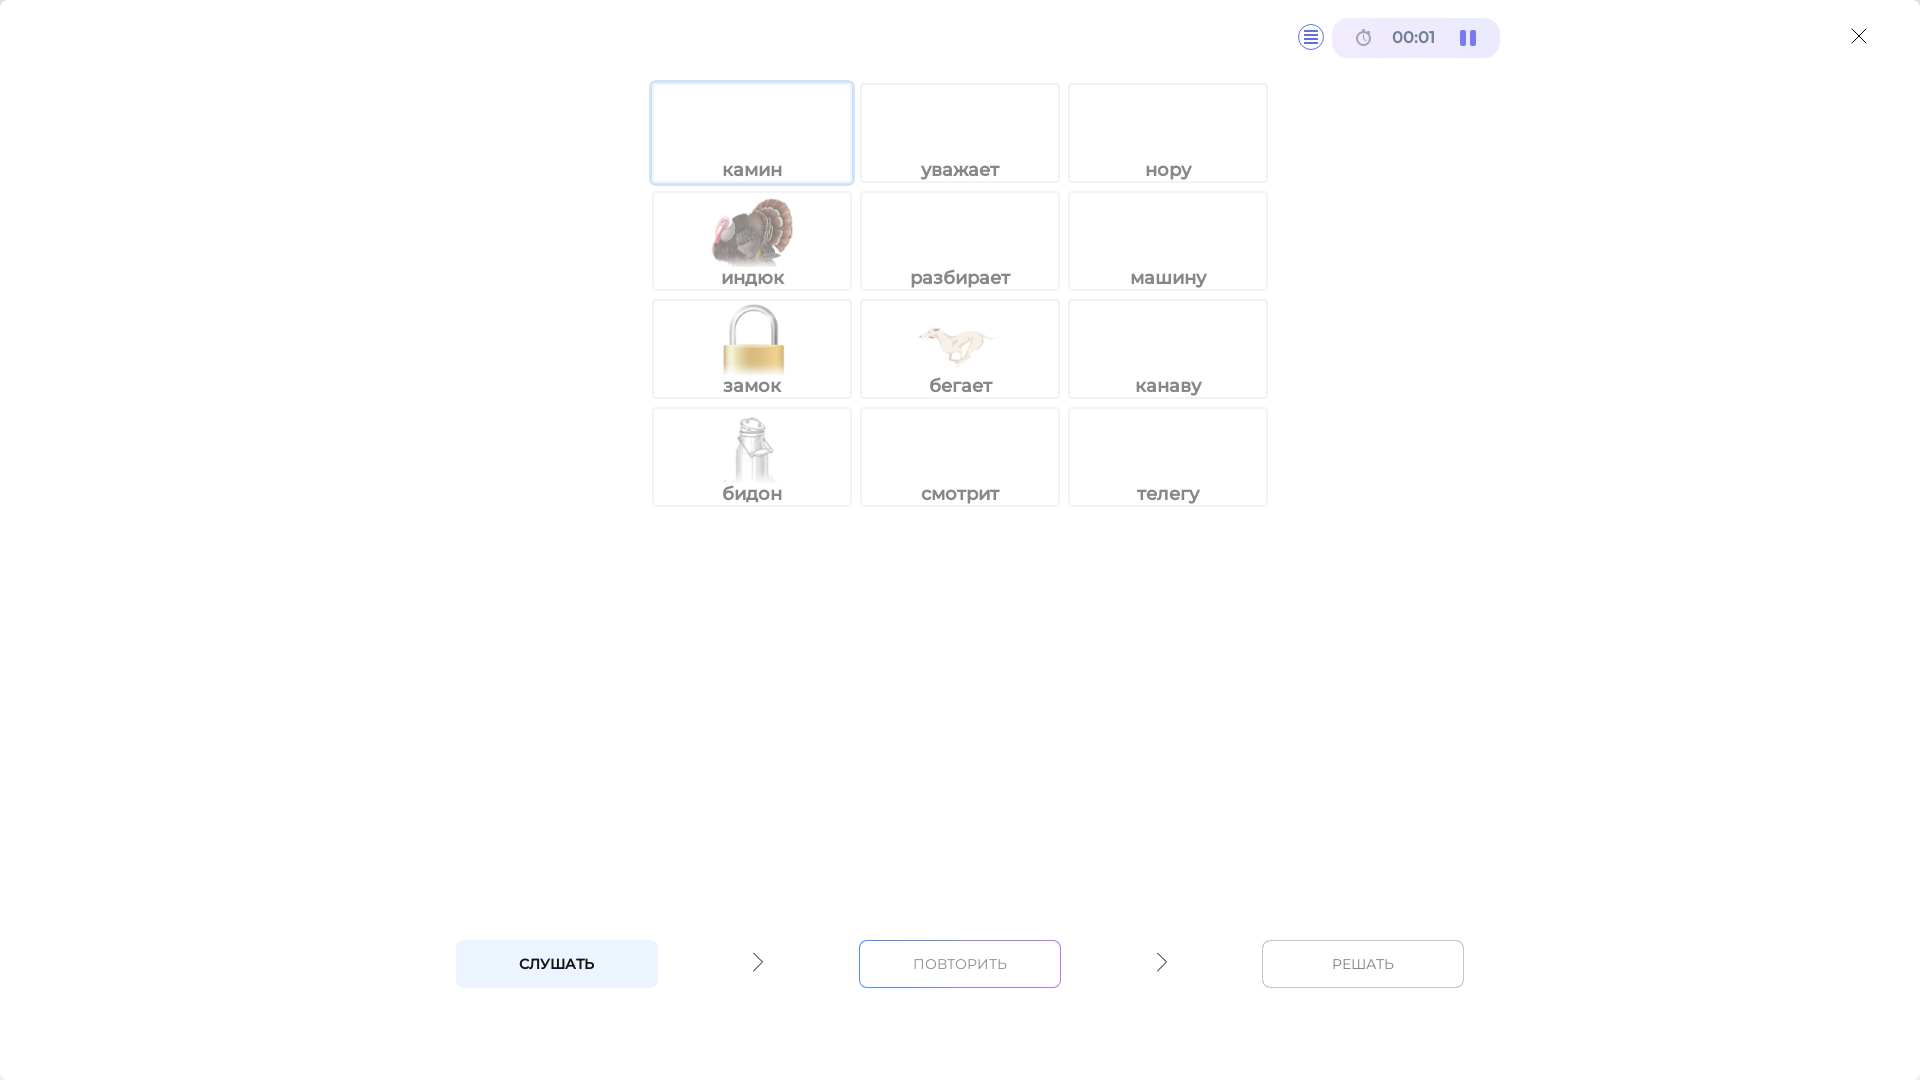 00:01
камин уважает нору
индюк разбирает машину
замок бегает канаву
бидон смотрит телегу
СЛУШАТЬ ПОВТОРИТЬ РЕШАТЬ